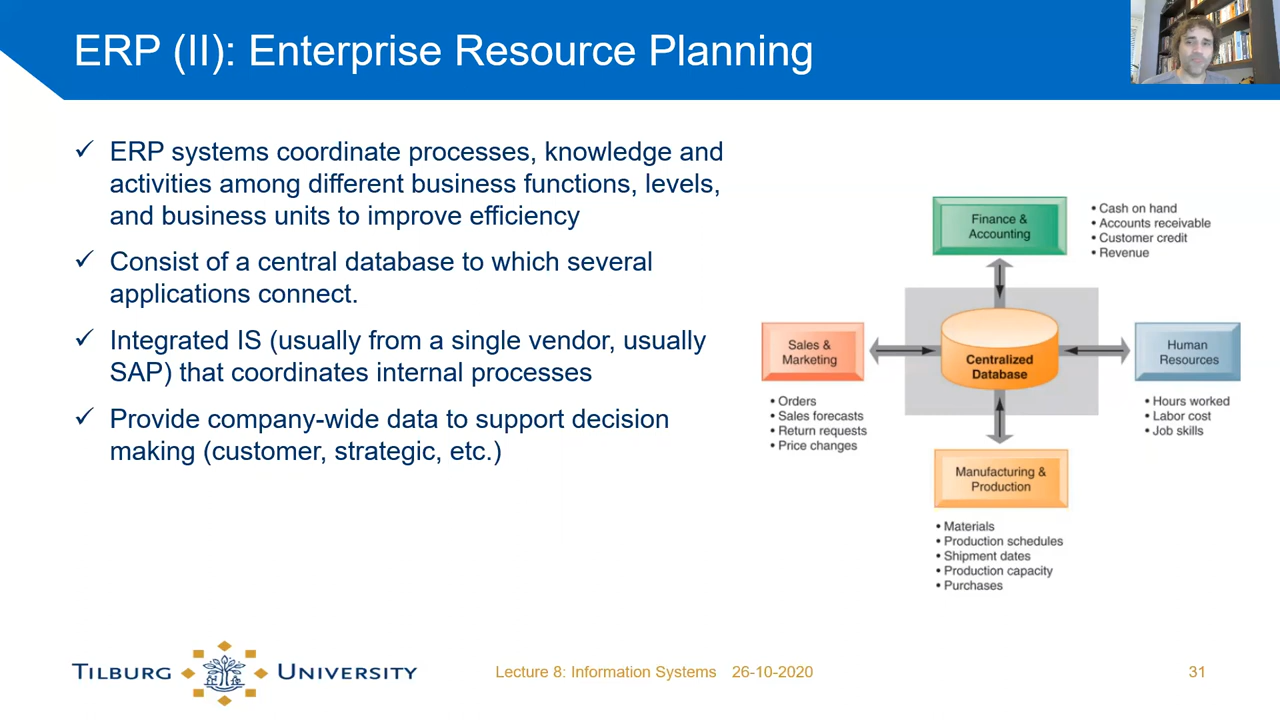 ERP (II): Enterprise Resource Planning
✓ ERP systems coordinate processes, knowledge and
activities among different business functions, levels,
and business units to improve efficiency
✓ Consist of a central database to which several
applications connect.
✓ Integrated IS (usually from a single vendor, usually
SAP) that coordinates internal processes
✓ Provide company-wide data to support decision
making (customer, strategic, etc.)
Finance &
Accounting
• Cash on hand
• Accounts receivable
• Customer credit
• Revenue
Sales &
Marketing
• Orders
• Sales forecasts
• Return requests
• Price changes
Centralized
Database
Human
Resources
• Hours worked
• Labor cost
• Job skills
Manufacturing &
Production
• Materials
• Production schedules
• Shipment dates
• Production capacity
• Purchases
TILBURG UNIVERSITY
Lecture 8: Information Systems 26-10-2020
31